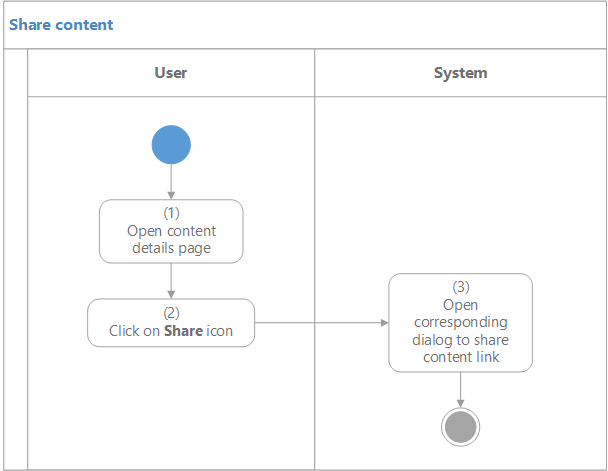 Share content
User
System
(1)
Open content
details page
(2)
Click on Share icon
(3)
Open
corresponding
dialog to share
content link